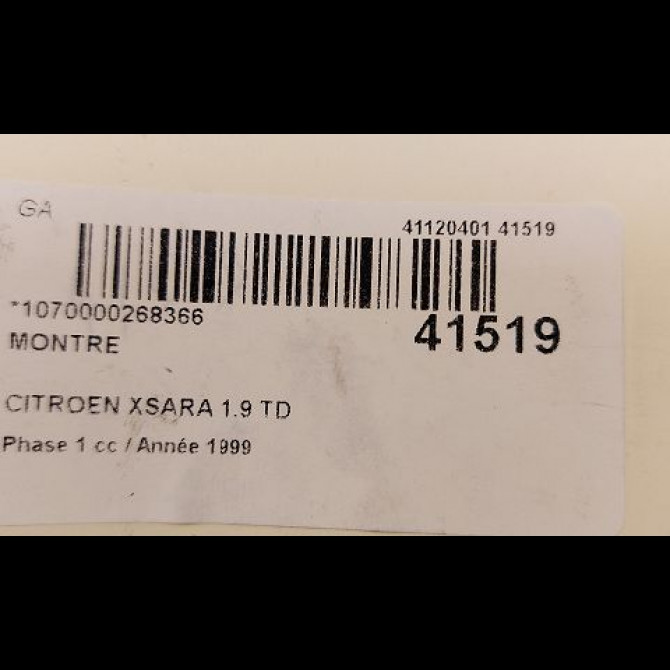 GA
41120401 41519
*1070000268366
41519
MONTRE
CITROEN XSARA 1.9 TD
Phase 1 cc / Année 1999